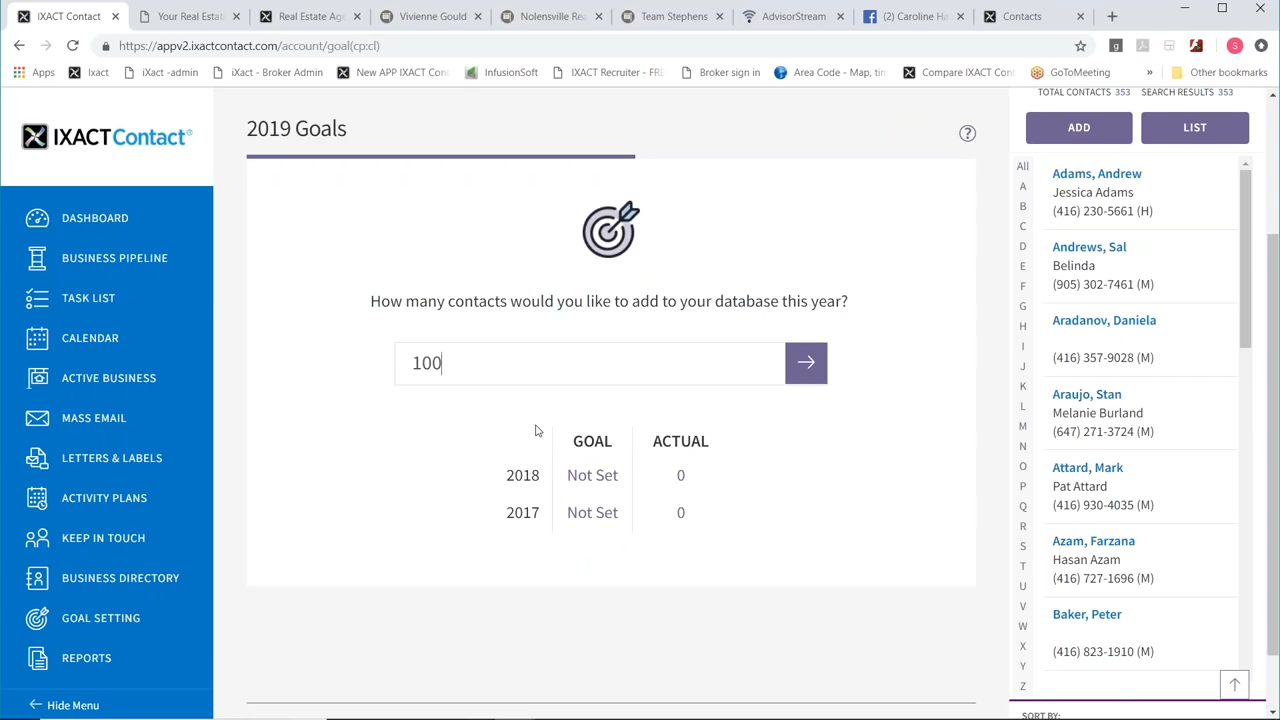 IXACT Contact
Your Real Estat
Real Estate Age
Vivienne Gould
Nolensville Rea
Team Stephens
AdvisorStream
(2) Caroline Ha
Contacts
https://appv2.ixactcontact.com/account/goal(cp:cl)
g
S
Apps
Ixact
iXact -admin
iXact - Broker Admin
New APP IXACT Cont
InfusionSoft
IXACT Recruiter - FRE
Broker sign in
Area Code - Map, tim
Compare IXACT Cont
GoToMeeting
»
Other bookmarks
IXACTContact®
DASHBOARD
BUSINESS PIPELINE
TASK LIST
CALENDAR
ACTIVE BUSINESS
MASS EMAIL
LETTERS & LABELS
ACTIVITY PLANS
KEEP IN TOUCH
BUSINESS DIRECTORY
GOAL SETTING
REPORTS
Hide Menu
2019 Goals
?
How many contacts would you like to add to your database this year?
100
GOAL ACTUAL
2018 Not Set 0
2017 Not Set 0
TOTAL CONTACTS 353 SEARCH RESULTS 353
ADD LIST
All
A
B
C
D
E
F
G
H
I
J
K
L
M
N
O
P
Q
R
S
T
U
V
W
X
Y
Z
Adams, Andrew
Jessica Adams
(416) 230-5661 (H)
Andrews, Sal
Belinda
(905) 302-7461 (M)
Aradanov, Daniela
(416) 357-9028 (M)
Araujo, Stan
Melanie Burland
(647) 271-3724 (M)
Attard, Mark
Pat Attard
(416) 930-4035 (M)
Azam, Farzana
Hasan Azam
(416) 727-1696 (M)
Baker, Peter
(416) 823-1910 (M)
SORT BY: